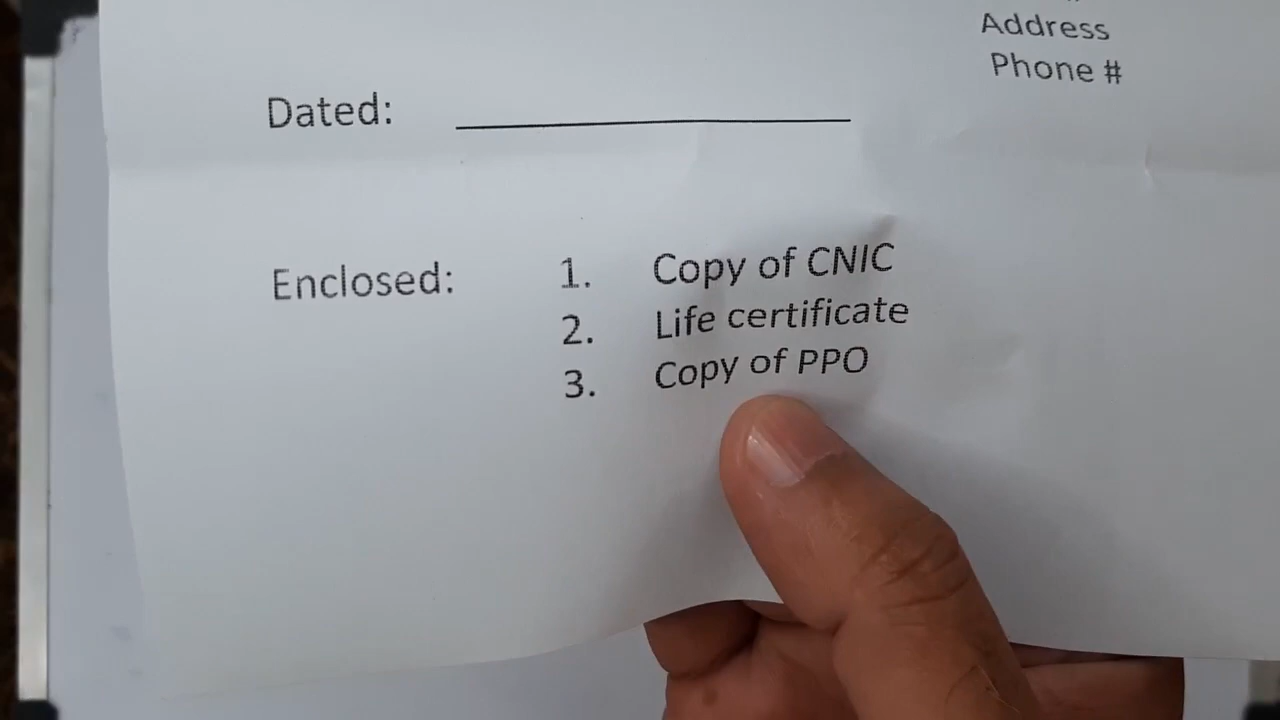 Address
Phone #
Dated:
Enclosed: 1. Copy of CNIC
2. Life certificate
3. Copy of PPO